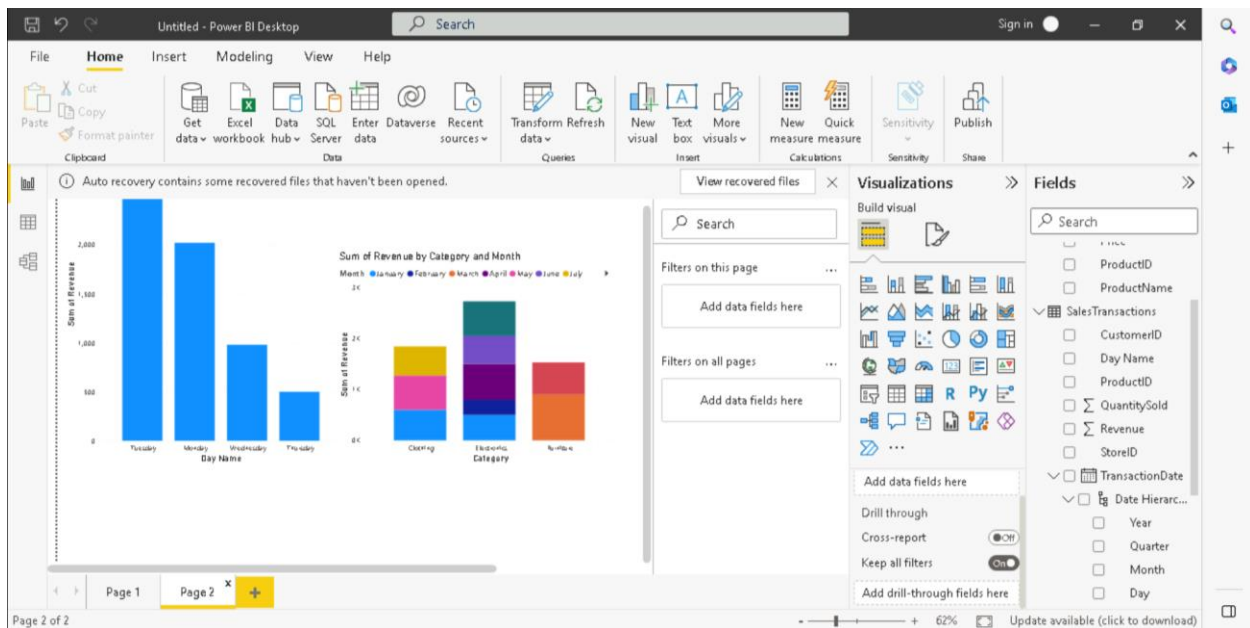 Untitled - Power BI Desktop
Search
Sign in
File Home Insert Modeling View Help
Paste
Cut
Copy
Format painter
Clipboard
Get data
Excel workbook
Data hub
SQL Server
Enter data
Dataverse
Recent sources
Data
Transform data
Refresh
Queries
New visual
Text box
More visuals
Insert
New measure
Quick measure
Calculations
Sensitivity
Sensitivity
Publish
Share
Auto recovery contains some recovered files that haven't been opened.
View recovered files
2,000
1,500
1,000
500
0
Sum of Revenue
Tuesday Monday Wednesday Thursday
Day Name
Sum of Revenue by Category and Month
Month January February March April May June July
2K
2K
1K
0K
Sum of Revenue
Clothing Electronics Furniture
Category
Search
Filters on this page
...
Add data fields here
Filters on all pages
...
Add data fields here
Visualizations
Build visual
123
R Py
...
Add data fields here
Drill through
Cross-report
Off
Keep all filters
On
Add drill-through fields here
Fields
Search
Price
ProductID
ProductName
SalesTransactions
CustomerID
Day Name
ProductID
QuantitySold
Revenue
StoreID
TransactionDate
Date Hierarc...
Year
Quarter
Month
Day
Page 1
Page 2
Page 2 of 2
62%
Update available (click to download)